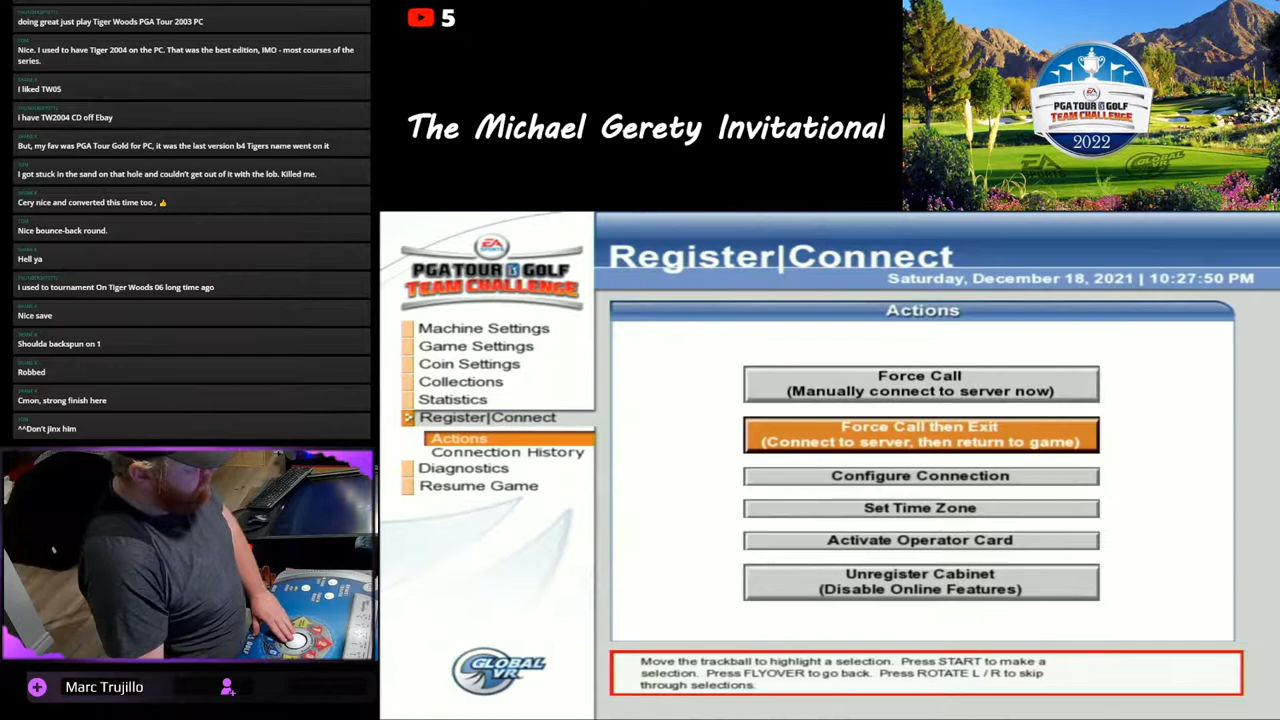 doing great just play Tiger Woods PGA Tour 2003 PC
Nice. I used to have Tiger 2004 on the PC. That was the best edition, IMO - most courses of the
series.
I liked TW05
I have TW2004 CD off Ebay
But, my fav was PGA Tour Gold for PC, it was the last version b4 Tigers name went on it
I got stuck in the sand on that hole and couldn't get out of it with the lob. Killed me.
Cery nice and converted this time too , 👍
Nice bounce-back round.
Hell ya
I used to tournament On Tiger Woods 06 long time ago
Nice save
Shoulda backspun on 1
Robbed
Cmon, strong finish here
^^Don't jinx him
Marc Trujillo
5
The Michael Gerety Invitational
EA SPORTS
PGA TOUR GOLF
TEAM CHALLENGE
2022
EA SPORTS
GLOBAL VR
EA SPORTS
PGA TOUR GOLF
TEAM CHALLENGE
Machine Settings
Game Settings
Coin Settings
Collections
Statistics
Register|Connect
Actions
Connection History
Diagnostics
Resume Game
GLOBAL
VR
Register|Connect
Saturday, December 18, 2021 | 10:27:50 PM
Actions
Force Call
(Manually connect to server now)
Force Call then Exit
(Connect to server, then return to game)
Configure Connection
Set Time Zone
Activate Operator Card
Unregister Cabinet
(Disable Online Features)
Move the trackball to highlight a selection. Press START to make a
selection. Press FLYOVER to go back. Press ROTATE L / R to skip
through selections.